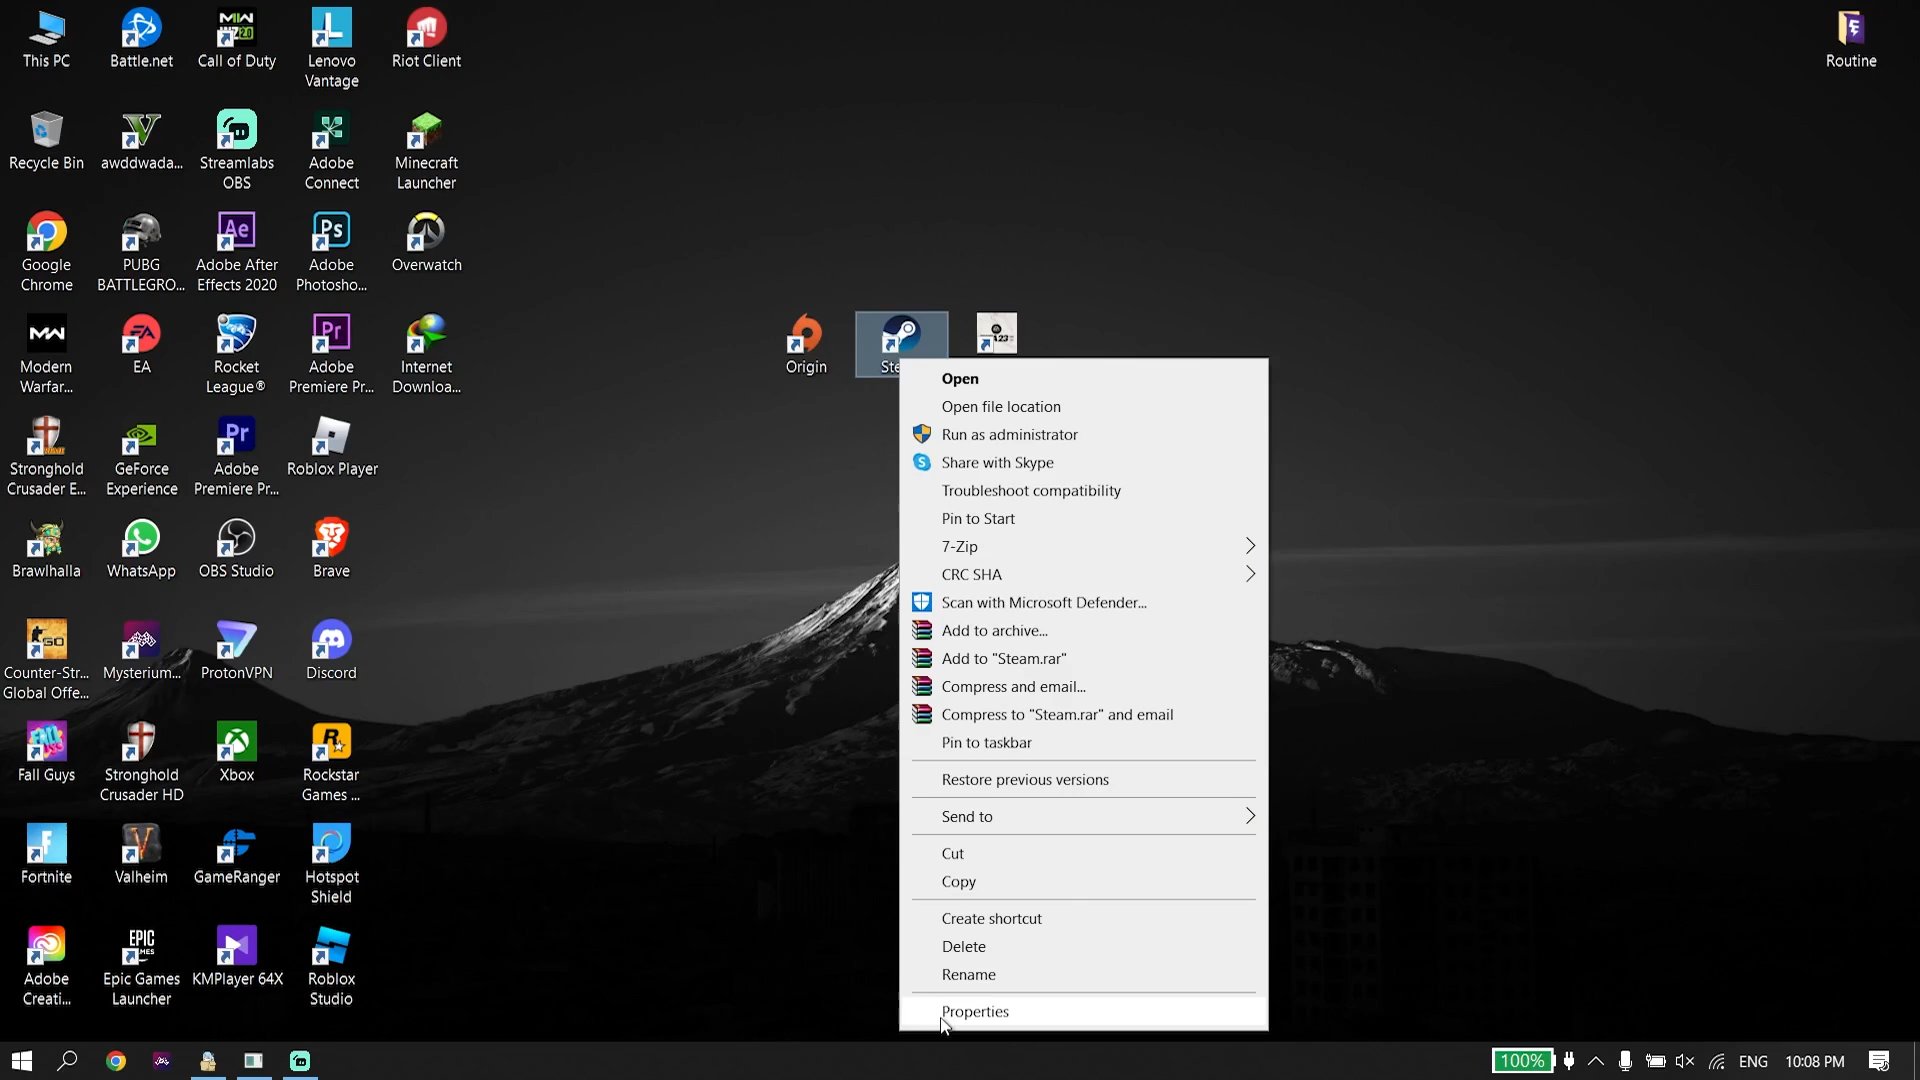 This PC
Battle.net
Call of Duty
Lenovo
Vantage
Riot Client
Routine
Recycle Bin
awddwada...
Streamlabs
OBS
Adobe
Connect
Minecraft
Launcher
Google
Chrome
PUBG
BATTLEGRO...
Adobe After
Effects 2020
Adobe
Photosho...
Overwatch
Modern
Warfar...
EA
Rocket
League®
Adobe
Premiere Pr...
Internet
Downloa...
Origin
Ste
Stronghold
Crusader E...
GeForce
Experience
Adobe
Premiere Pr...
Roblox Player
Brawlhalla
WhatsApp
OBS Studio
Brave
Counter-Str...
Global Offe...
Mysterium...
ProtonVPN
Discord
Fall Guys
Stronghold
Crusader HD
Xbox
Rockstar
Games ...
Fortnite
Valheim
GameRanger
Hotspot
Shield
Adobe
Creati...
Epic Games
Launcher
KMPlayer 64X
Roblox
Studio
Open
Open file location
Run as administrator
Share with Skype
Troubleshoot compatibility
Pin to Start
7-Zip
CRC SHA
Scan with Microsoft Defender...
Add to archive...
Add to "Steam.rar"
Compress and email...
Compress to "Steam.rar" and email
Pin to taskbar
Restore previous versions
Send to
Cut
Copy
Create shortcut
Delete
Rename
Properties
100%
ENG
10:08 PM